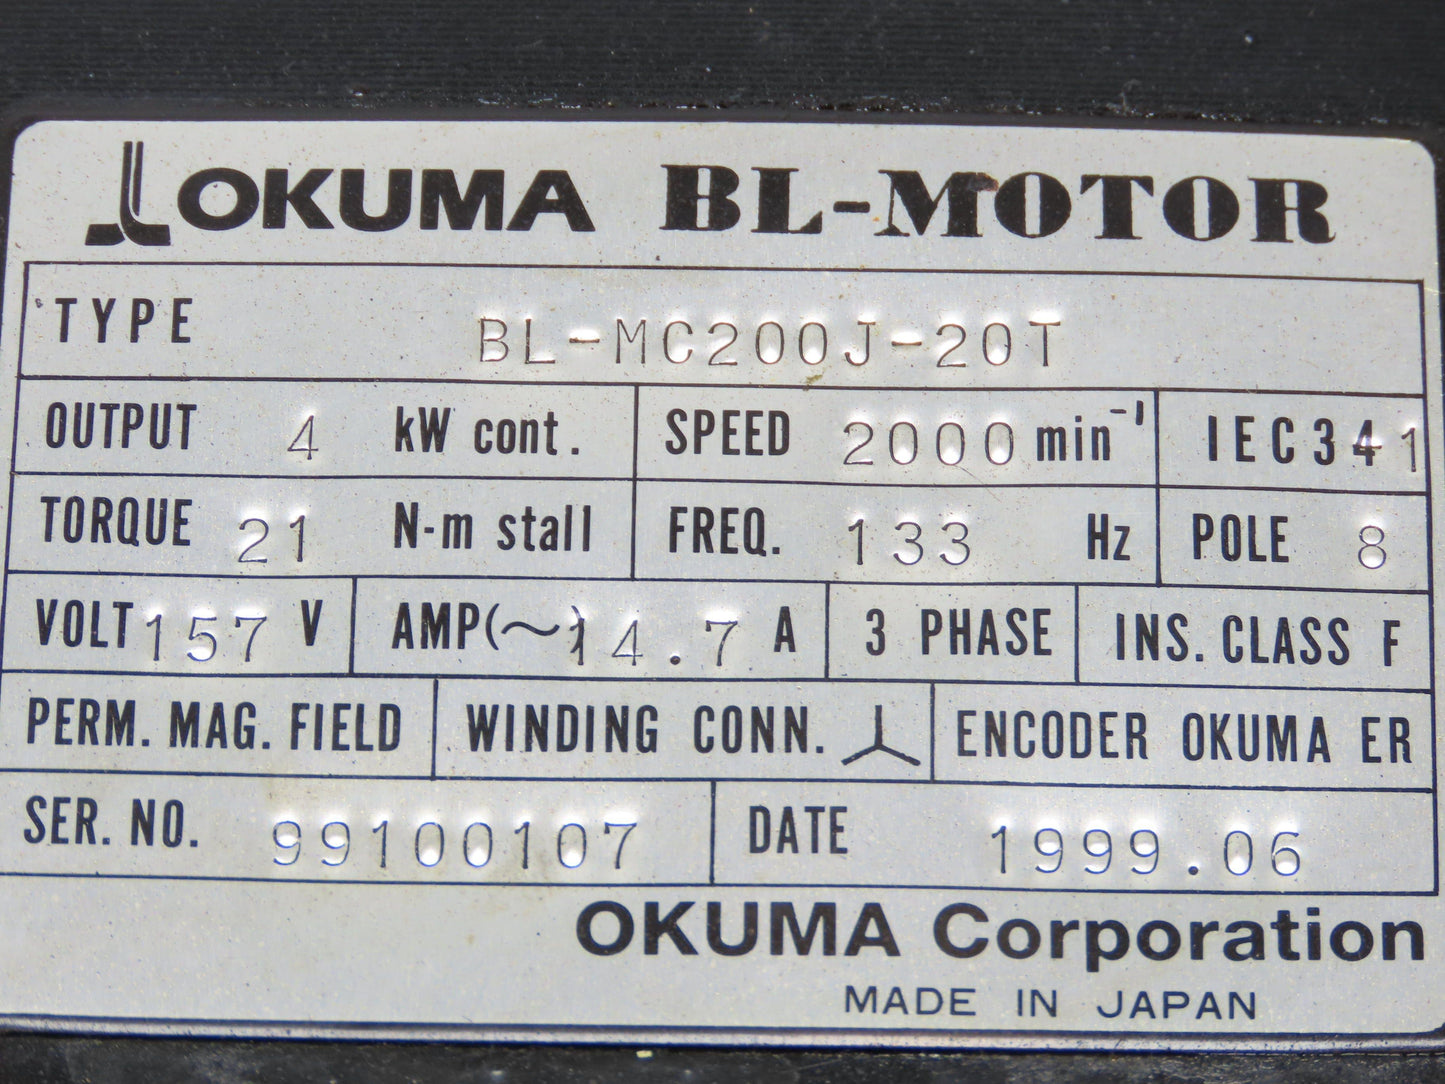 OKUMA BL-MOTOR
TYPE BL-MC200J-20T
OUTPUT 4 kW cont. SPEED 2000 min⁻¹ IEC34-1
TORQUE 21 N-m stall FREQ. 133 Hz POLE 8
VOLT 157 V AMP(~) 14.7 A 3 PHASE INS. CLASS F
PERM. MAG. FIELD WINDING CONN. ENCODER OKUMA ER
SER. NO. 99100107 DATE 1999.06
OKUMA Corporation
MADE IN JAPAN